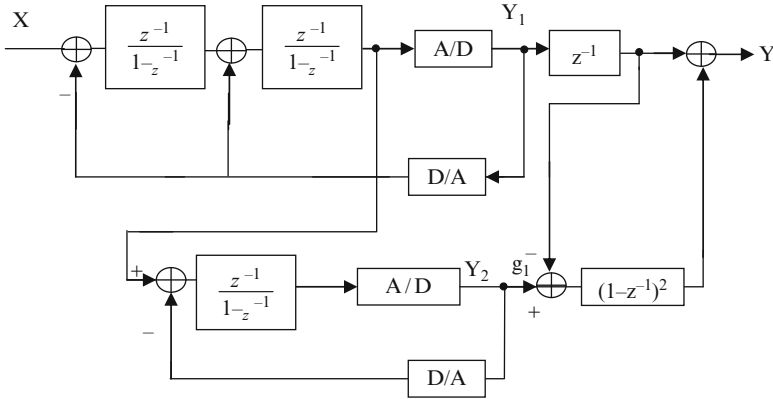 X
Y₁
z⁻¹
1–z⁻¹
z⁻¹
1–z⁻¹
A/D
z⁻¹
Y
–
D/A
+
z⁻¹
1–z⁻¹
A/D
Y₂
g₁
–
+
(1–z⁻¹)²
–
D/A